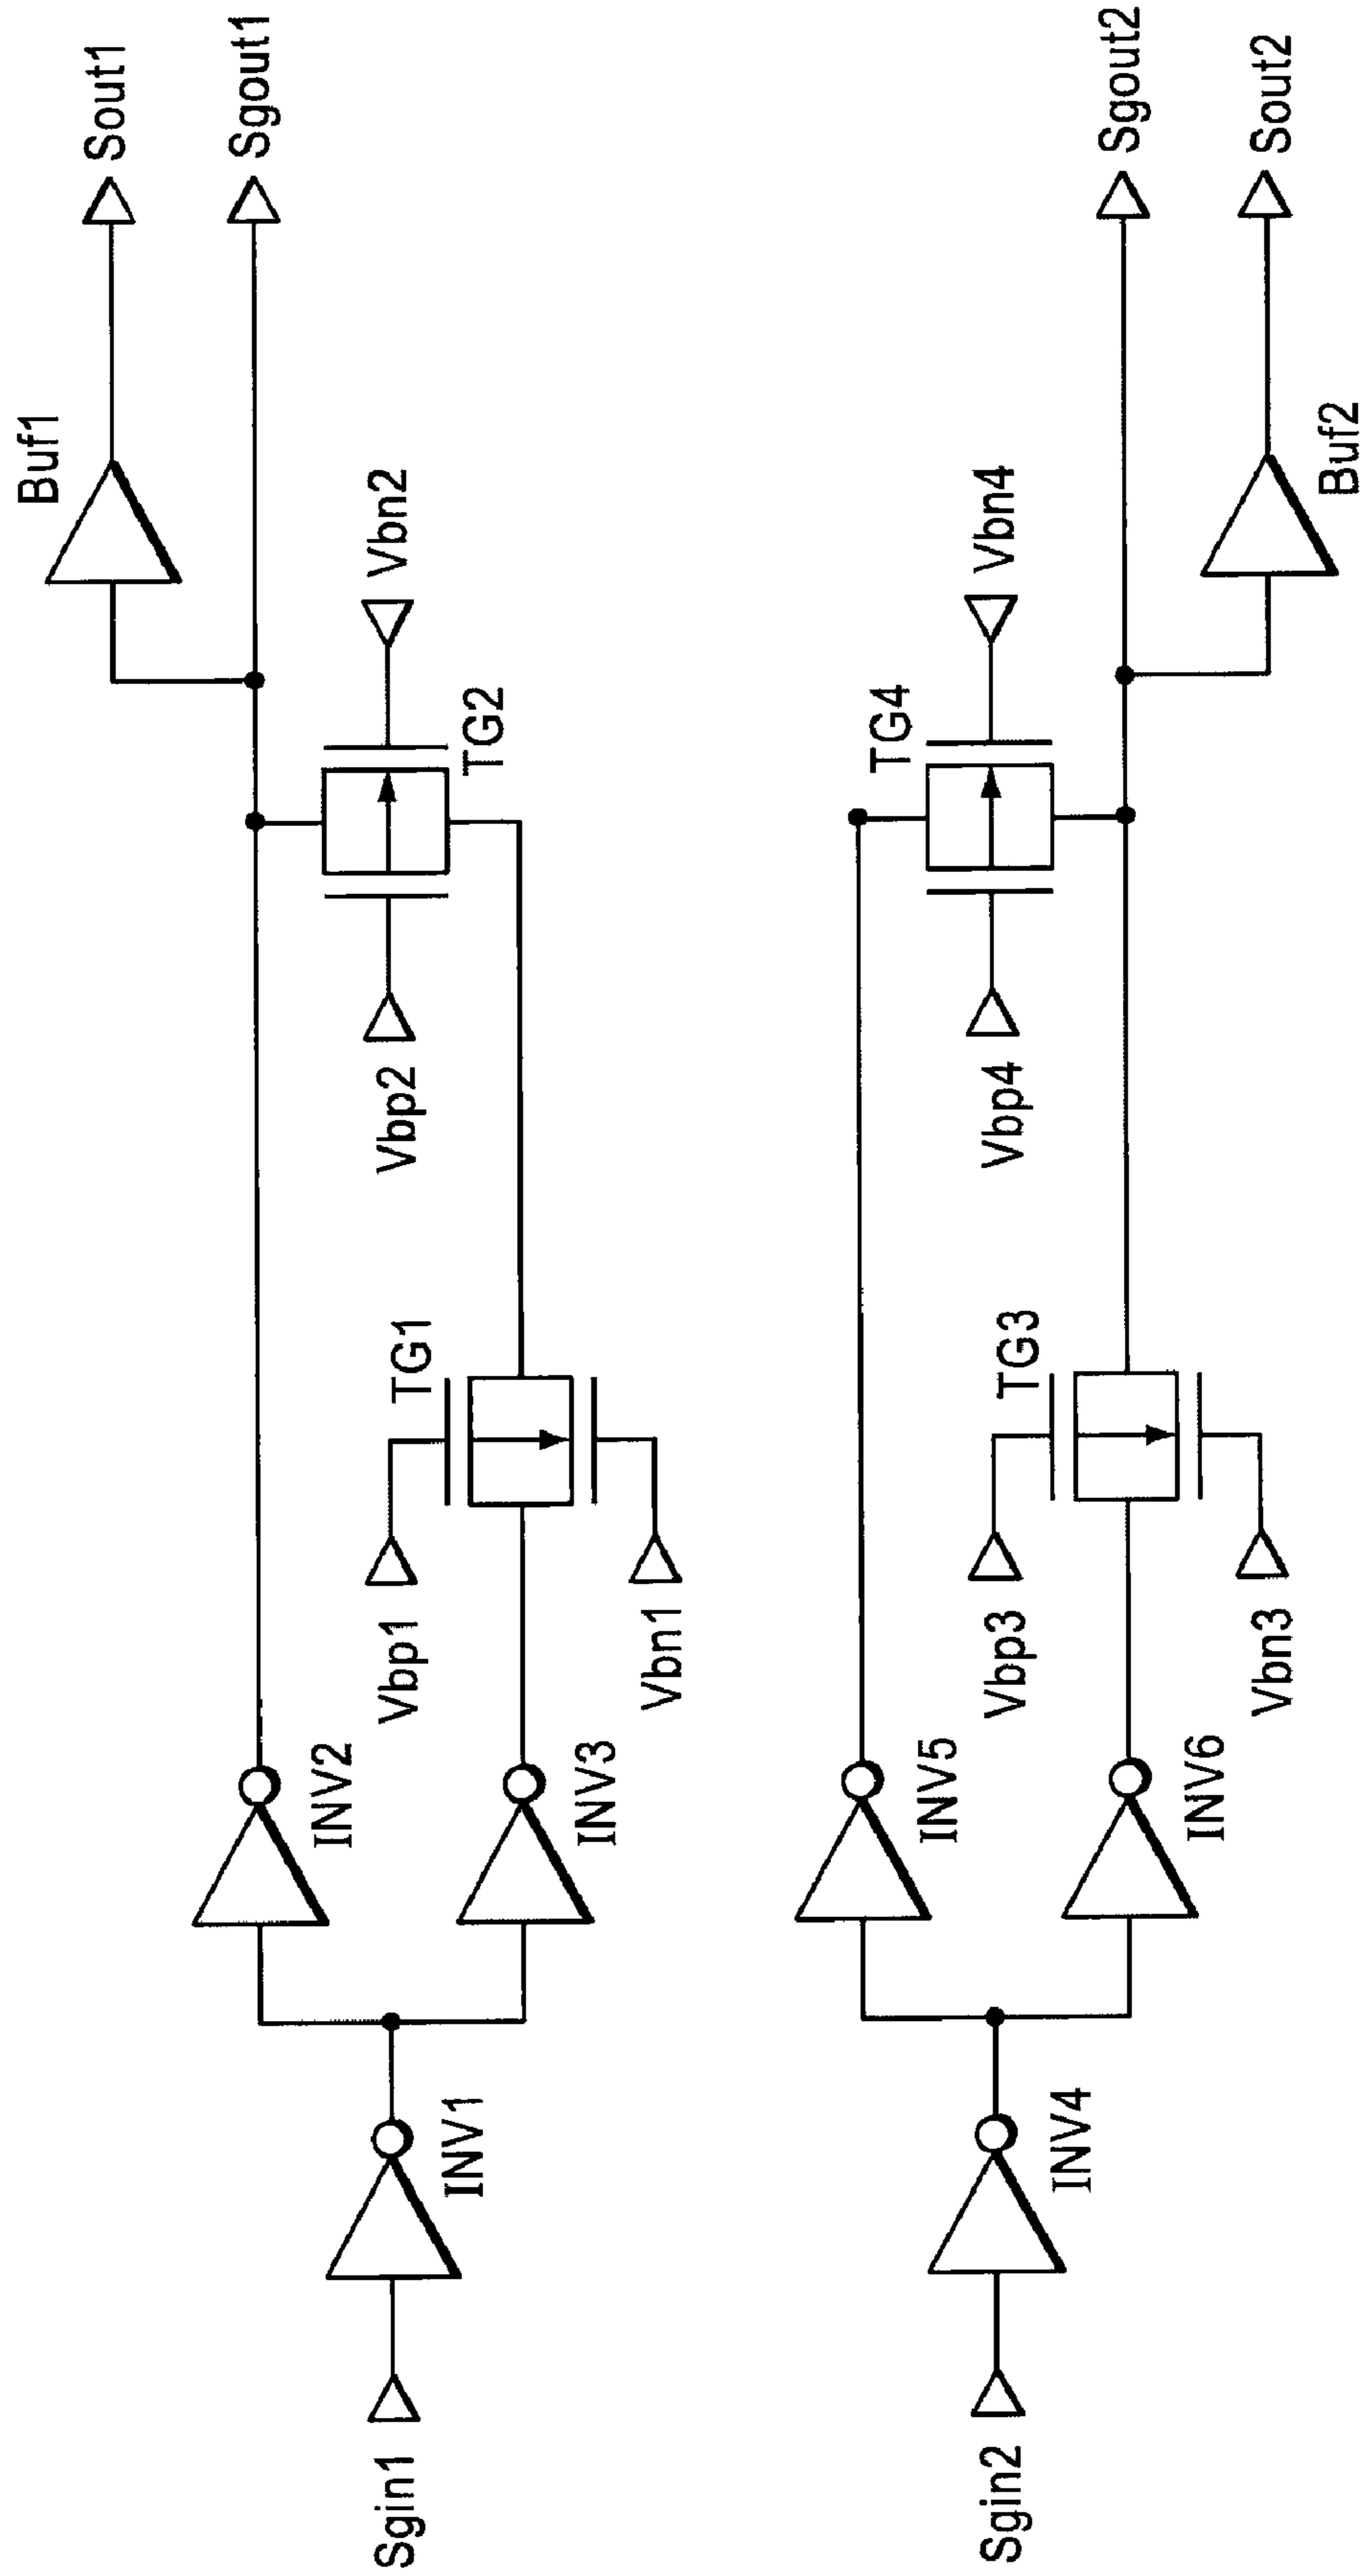 Sgin1
INV1
INV2
INV3
Vbp1
TG1
Vbn1
Vbp2
TG2
Vbn2
Buf1
Sout1
Sgout1
Sgin2
INV4
INV5
INV6
Vbp3
TG3
Vbn3
Vbp4
TG4
Vbn4
Buf2
Sgout2
Sout2